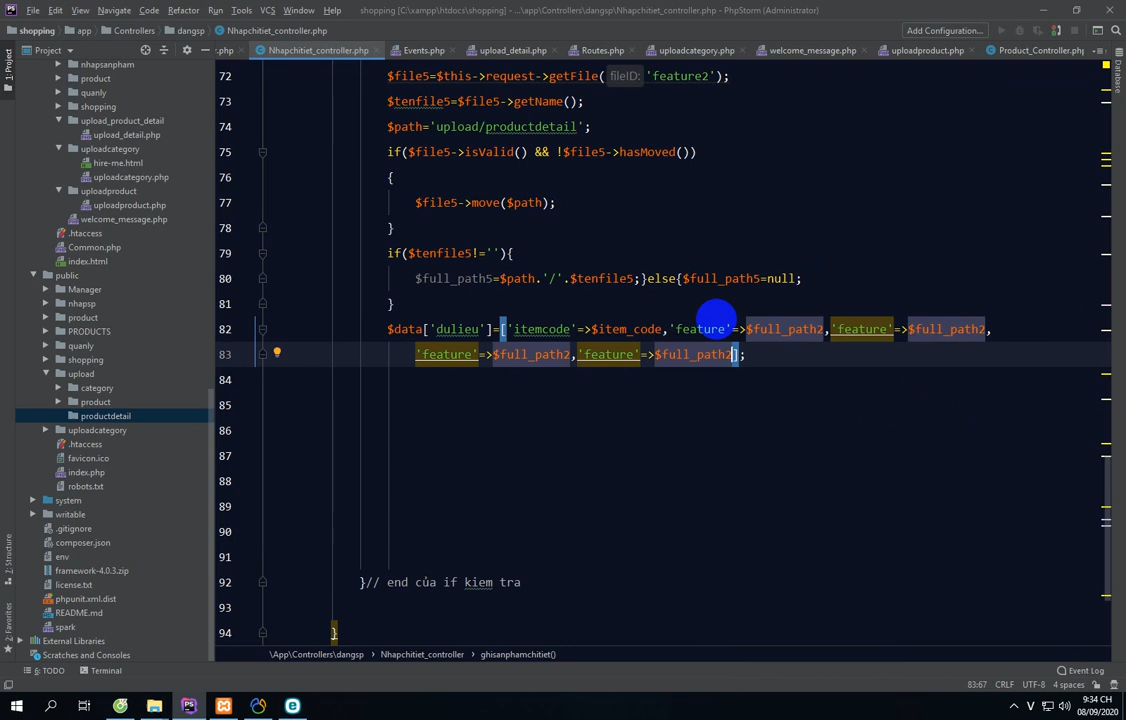 File Edit View Navigate Code Refactor Run Tools VCS Window Help shopping [C:\xampp\htdocs\shopping] - ...\app\Controllers\dangsp\Nhapchitiet_controller.php - PhpStorm (Administrator)
shopping app Controllers dangsp Nhapchitiet_controller.php Add Configuration...
Project .php Nhapchitiet_controller.php Events.php upload_detail.php Routes.php uploadcategory.php welcome_message.php uploadproduct.php Product_Controller.php
1: Project
Database
nhapsanpham
product
quanly
shopping
upload_product_detail
upload_detail.php
uploadcategory
hire-me.html
uploadcategory.php
uploadproduct
uploadproduct.php
welcome_message.php
.htaccess
Common.php
index.html
public
Manager
nhapsp
product
PRODUCTS
quanly
shopping
upload
category
product
productdetail
uploadcategory
.htaccess
favicon.ico
index.php
robots.txt
system
writable
.gitignore
composer.json
env
framework-4.0.3.zip
license.txt
phpunit.xml.dist
README.md
spark
External Libraries
Scratches and Consoles
7: Structure
2: Favorites
72 $file5=$this->request->getFile( fileID: 'feature2');
73 $tenfile5=$file5->getName();
74 $path='upload/productdetail';
75 if($file5->isValid() && !$file5->hasMoved())
76 {
77 $file5->move($path);
78 }
79 if($tenfile5!=''){
80 $full_path5=$path.'/'.$tenfile5;}else{$full_path5=null;
81 }
82 $data['dulieu']=['itemcode'=>$item_code,'feature'=>$full_path2,'feature'=>$full_path2,
83 'feature'=>$full_path2,'feature'=>$full_path2];
84
85
86
87
88
89
90
91
92 }// end của if kiem tra
93
94 }
\App\Controllers\dangsp Nhapchitiet_controller ghisanphamchitiet()
6: TODO Terminal Event Log
83:67 CRLF UTF-8 4 spaces
V 9:34 CH
08/09/2020